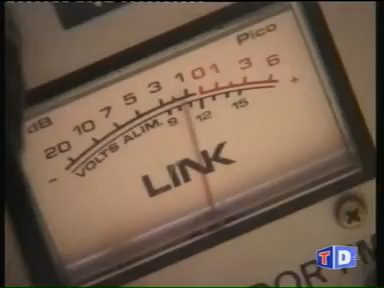 Pico
dB
20 10 7 5 3 1 0 1 3 6 +
-
VOLTS ALIM. 9 12 15
LINK
TD